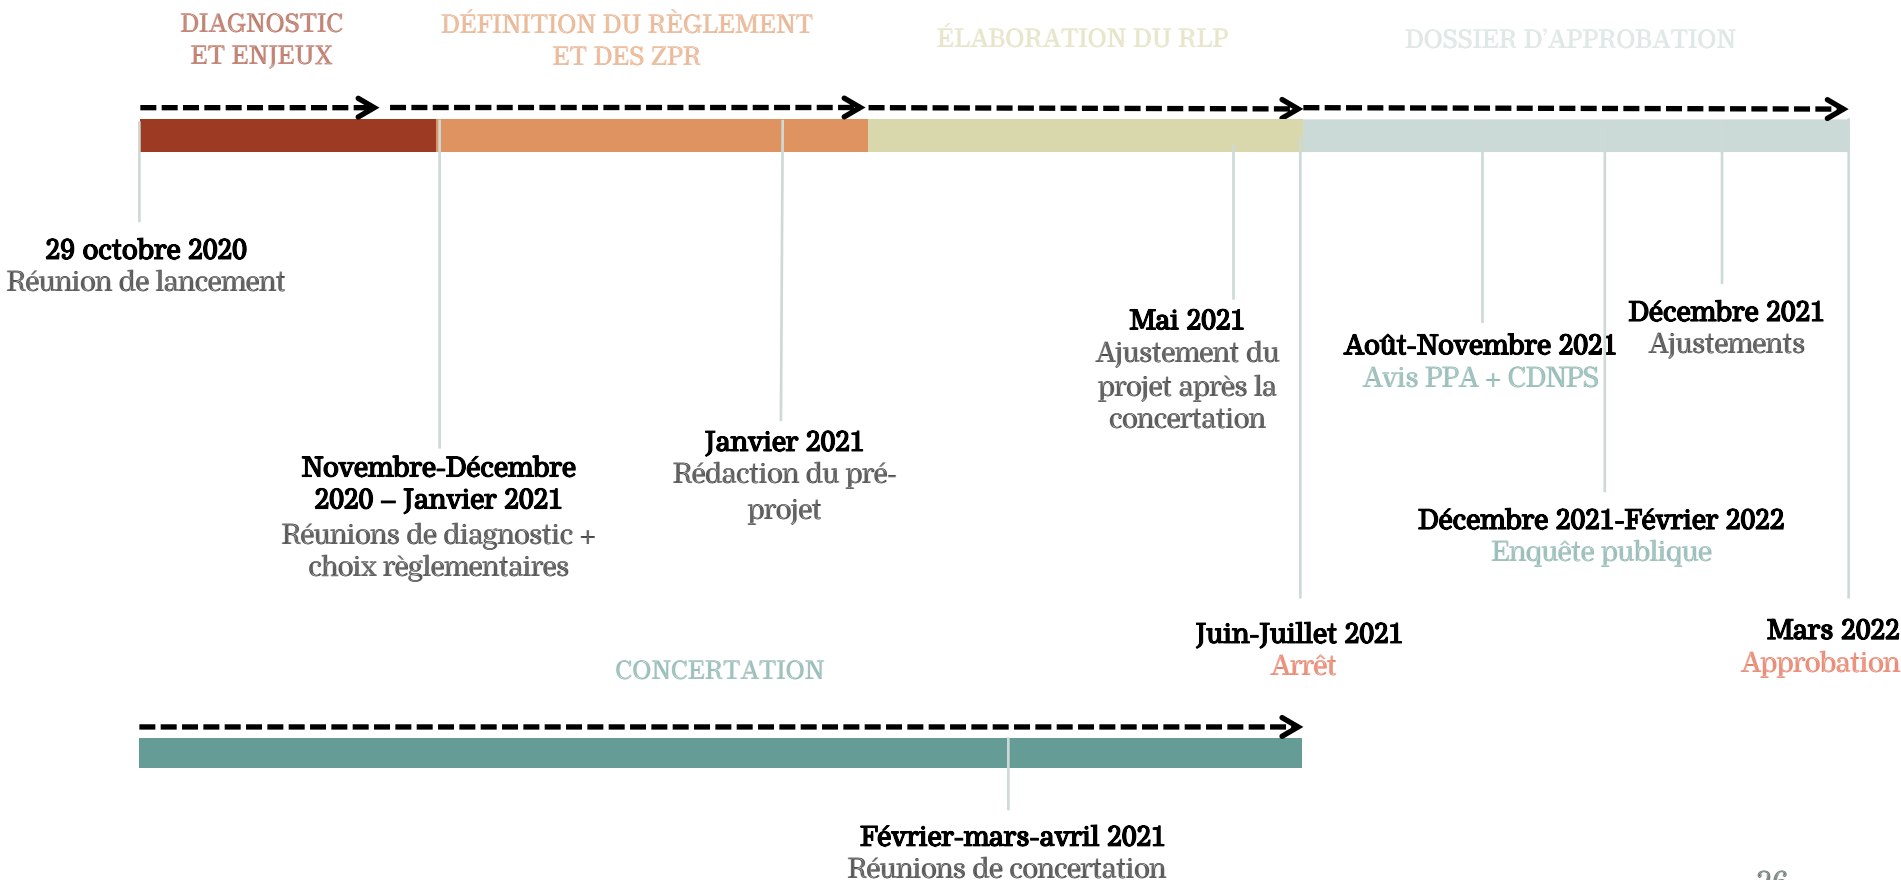 DIAGNOSTIC
ET ENJEUX
DÉFINITION DU RÈGLEMENT
ET DES ZPR
ÉLABORATION DU RLP
DOSSIER D'APPROBATION
29 octobre 2020
Réunion de lancement
Novembre-Décembre
2020 – Janvier 2021
Réunions de diagnostic +
choix règlementaires
Janvier 2021
Rédaction du pré-
projet
Mai 2021
Ajustement du
projet après la
concertation
Août-Novembre 2021
Avis PPA + CDNPS
Décembre 2021
Ajustements
Décembre 2021-Février 2022
Enquête publique
Juin-Juillet 2021
Arrêt
Mars 2022
Approbation
CONCERTATION
Février-mars-avril 2021
Réunions de concertation